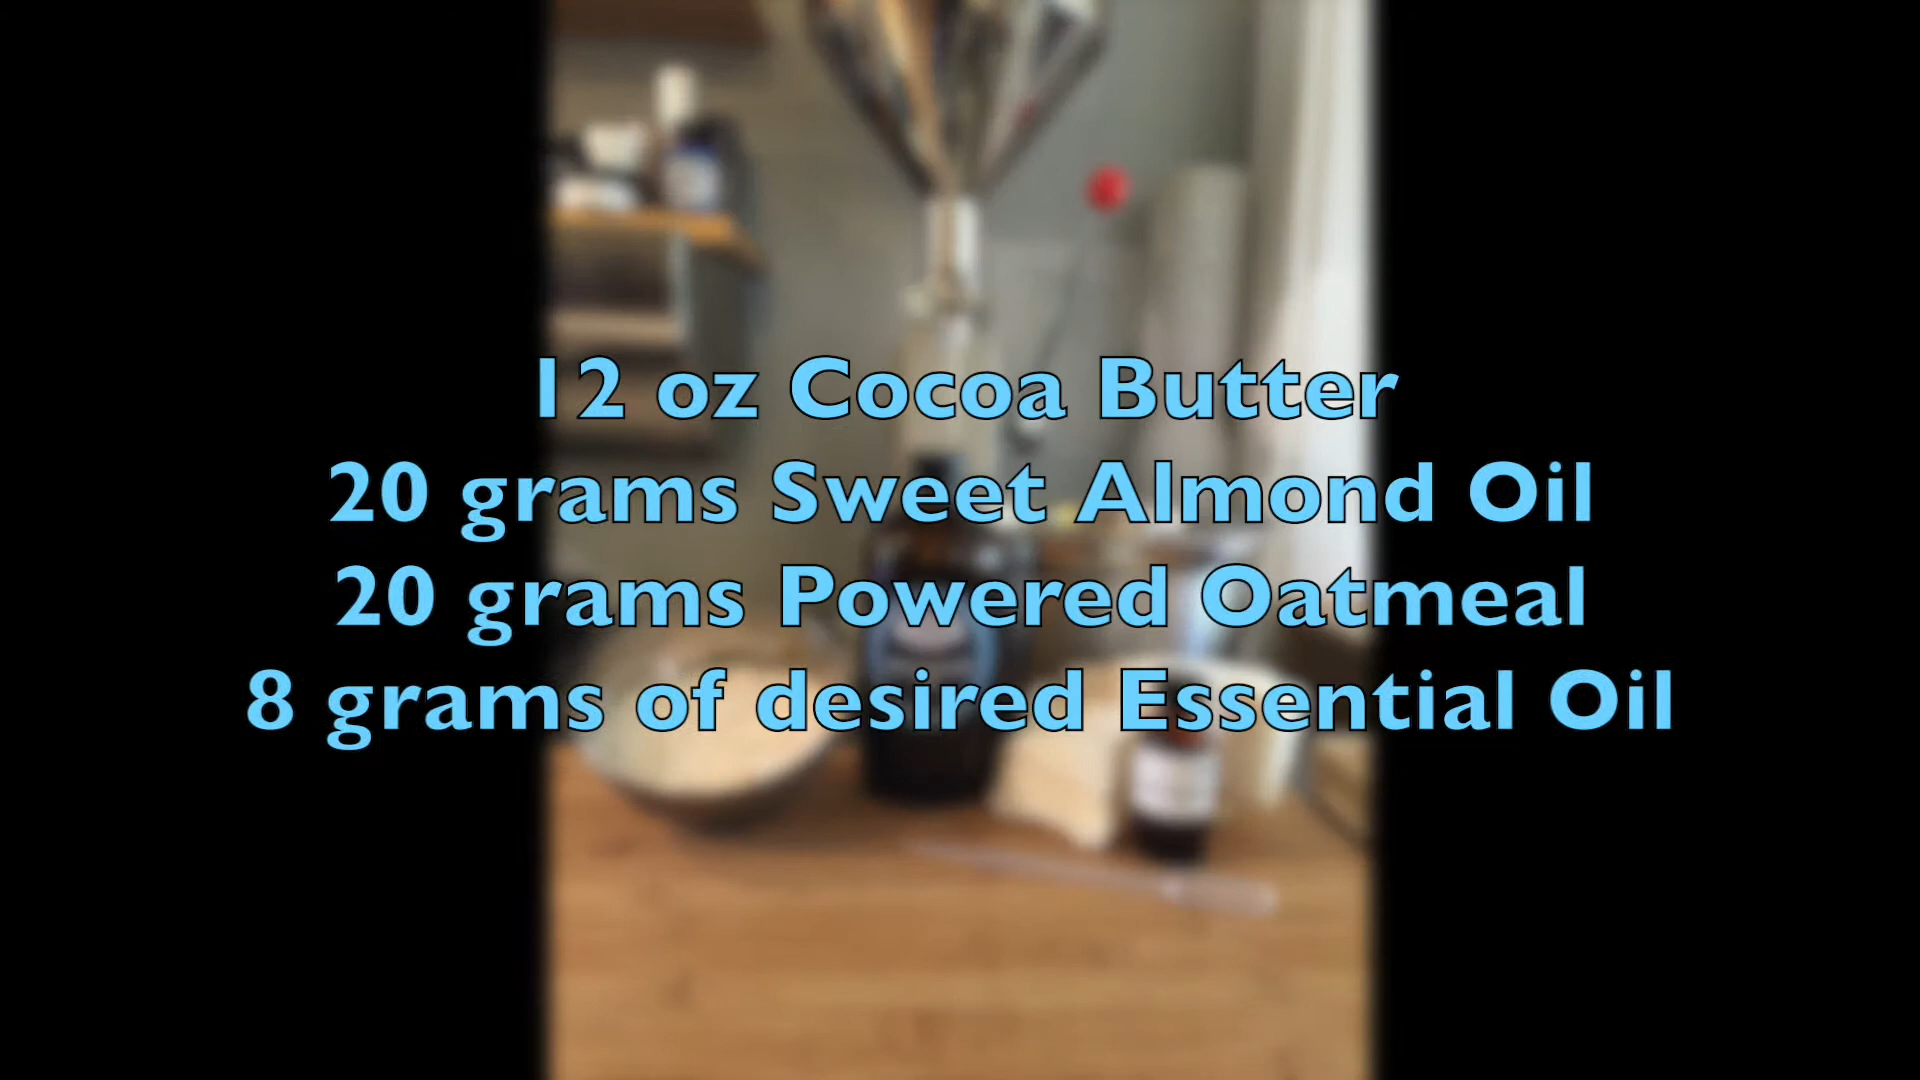 12 oz Cocoa Butter
20 grams Sweet Almond Oil
20 grams Powered Oatmeal
8 grams of desired Essential Oil